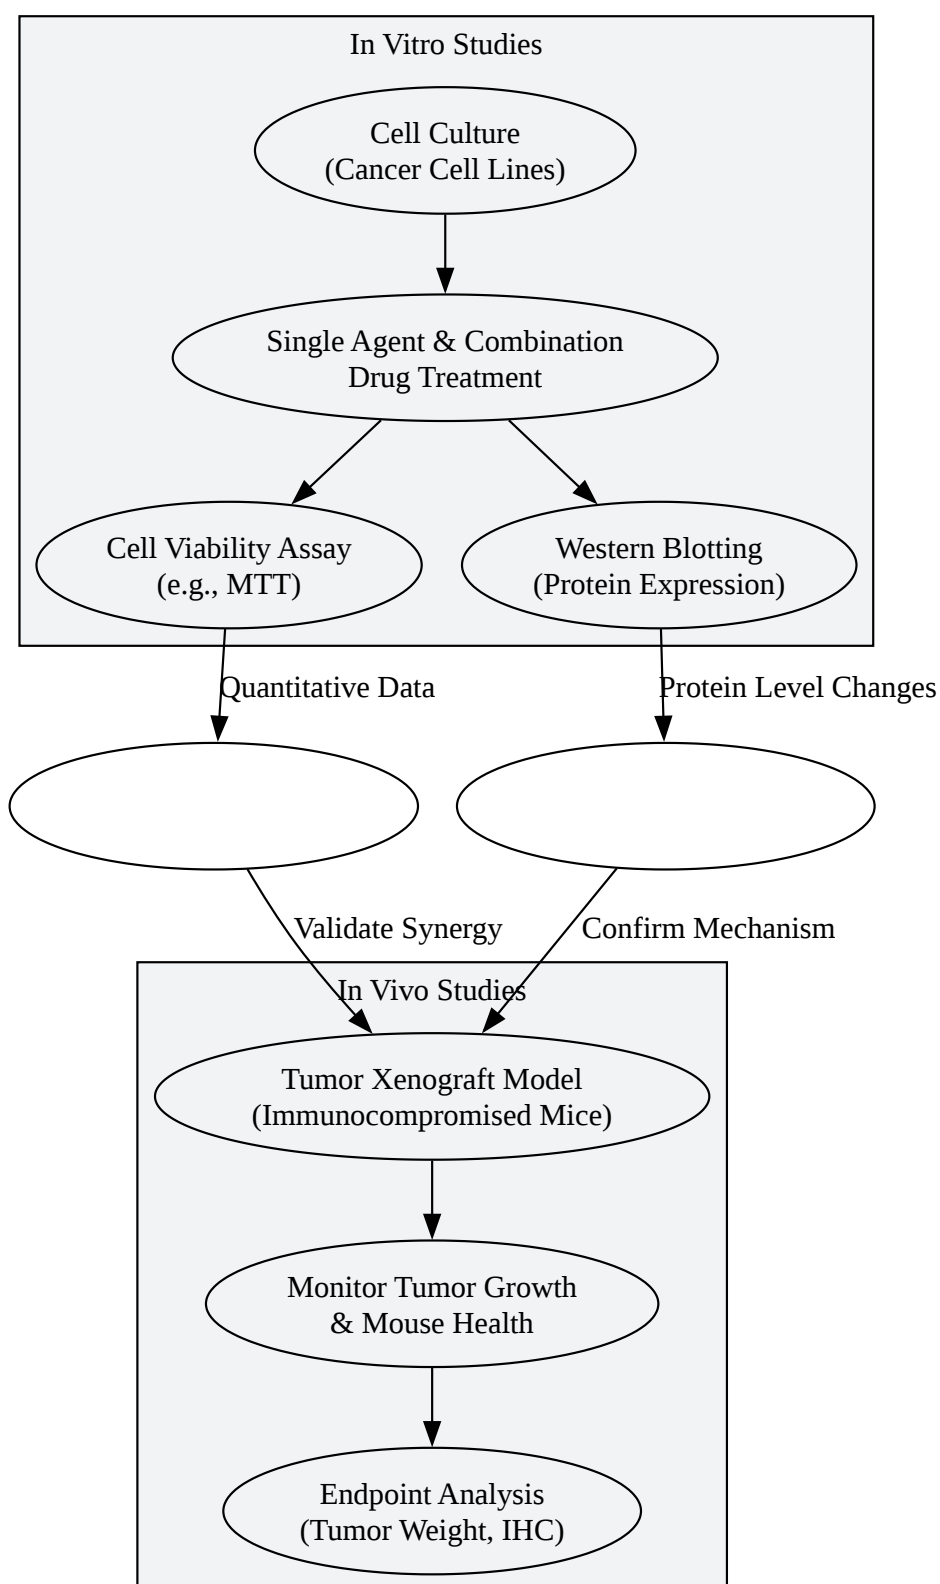 In Vitro Studies
Cell Culture
(Cancer Cell Lines)
Single Agent & Combination
Drug Treatment
Cell Viability Assay
(e.g., MTT)
Western Blotting
(Protein Expression)
Quantitative Data
Protein Level Changes
Validate Synergy
Confirm Mechanism
In Vivo Studies
Tumor Xenograft Model
(Immunocompromised Mice)
Monitor Tumor Growth
& Mouse Health
Endpoint Analysis
(Tumor Weight, IHC)